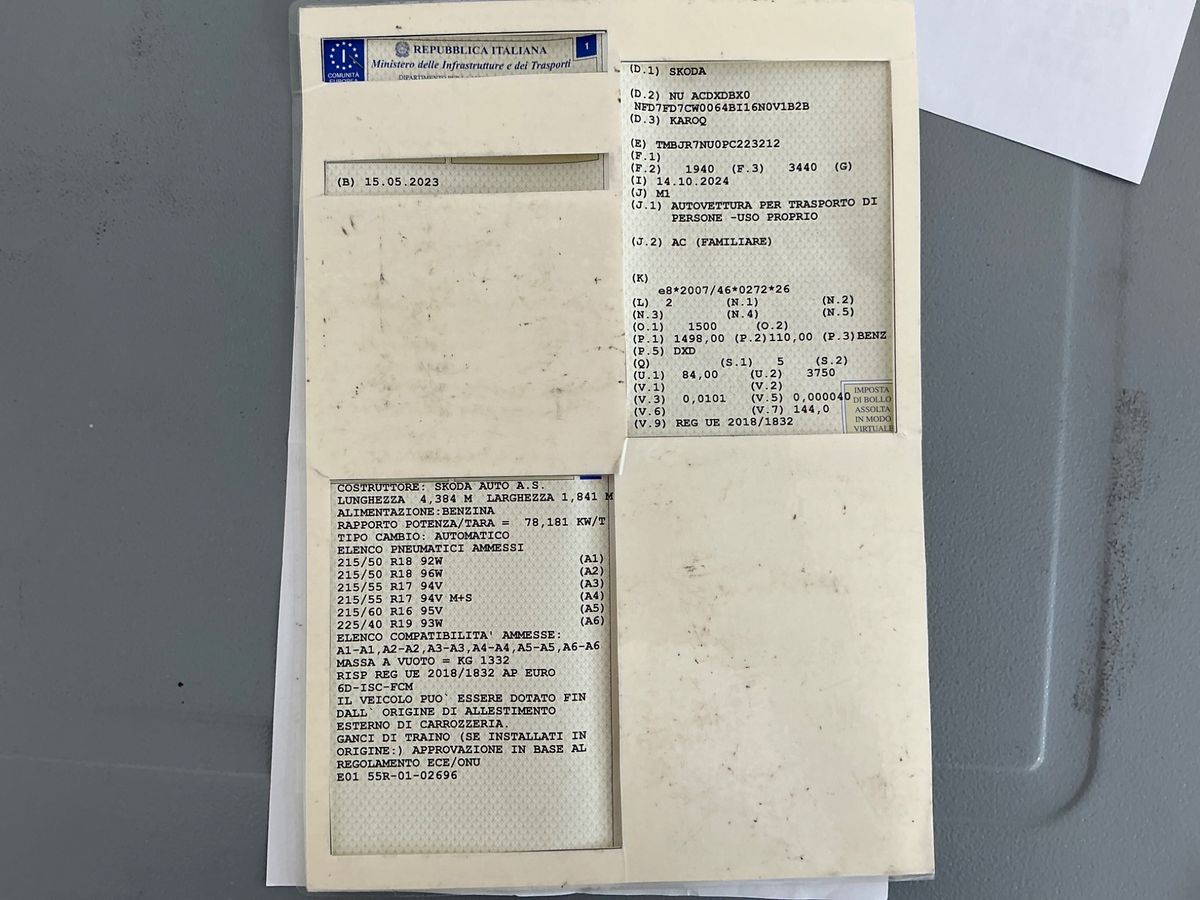 REPUBBLICA ITALIANA
Ministero delle Infrastrutture e dei Trasporti
I
COMUNITÀ
EUROPEA
1
(B) 15.05.2023
(D.1) SKODA
(D.2) NU ACDXDBX0
NFD7FD7CW0064BI16N0V1B2B
(D.3) KAROQ
(E) TMBJR7NU0PC223212
(F.1)
(F.2) 1940 (F.3) 3440 (G)
(I) 14.10.2024
(J) M1
(J.1) AUTOVETTURA PER TRASPORTO DI
PERSONE -USO PROPRIO
(J.2) AC (FAMILIARE)
(K)
e8*2007/46*0272*26
(L) 2 (N.1) (N.2)
(N.3) (N.4) (N.5)
(O.1) 1500 (O.2)
(P.1) 1498,00 (P.2)110,00 (P.3)BENZ
(P.5) DXD
(Q) (S.1) 5 (S.2)
(U.1) 84,00 (U.2) 3750
(V.1) (V.2)
(V.3) 0,0101 (V.5) 0,000040
(V.6) (V.7) 144,0
(V.9) REG UE 2018/1832
IMPOSTA
DI BOLLO
ASSOLTA
IN MODO
VIRTUALE
COSTRUTTORE: SKODA AUTO A.S.
LUNGHEZZA 4,384 M LARGHEZZA 1,841 M
ALIMENTAZIONE:BENZINA
RAPPORTO POTENZA/TARA = 78,181 KW/T
TIPO CAMBIO: AUTOMATICO
ELENCO PNEUMATICI AMMESSI
215/50 R18 92W (A1)
215/50 R18 96W (A2)
215/55 R17 94V (A3)
215/55 R17 94V M+S (A4)
215/60 R16 95V (A5)
225/40 R19 93W (A6)
ELENCO COMPATIBILITA' AMMESSE:
A1-A1,A2-A2,A3-A3,A4-A4,A5-A5,A6-A6
MASSA A VUOTO = KG 1332
RISP REG UE 2018/1832 AP EURO
6D-ISC-FCM
IL VEICOLO PUO` ESSERE DOTATO FIN
DALL` ORIGINE DI ALLESTIMENTO
ESTERNO DI CARROZZERIA.
GANCI DI TRAINO (SE INSTALLATI IN
ORIGINE:) APPROVAZIONE IN BASE AL
REGOLAMENTO ECE/ONU
E01 55R-01-02696